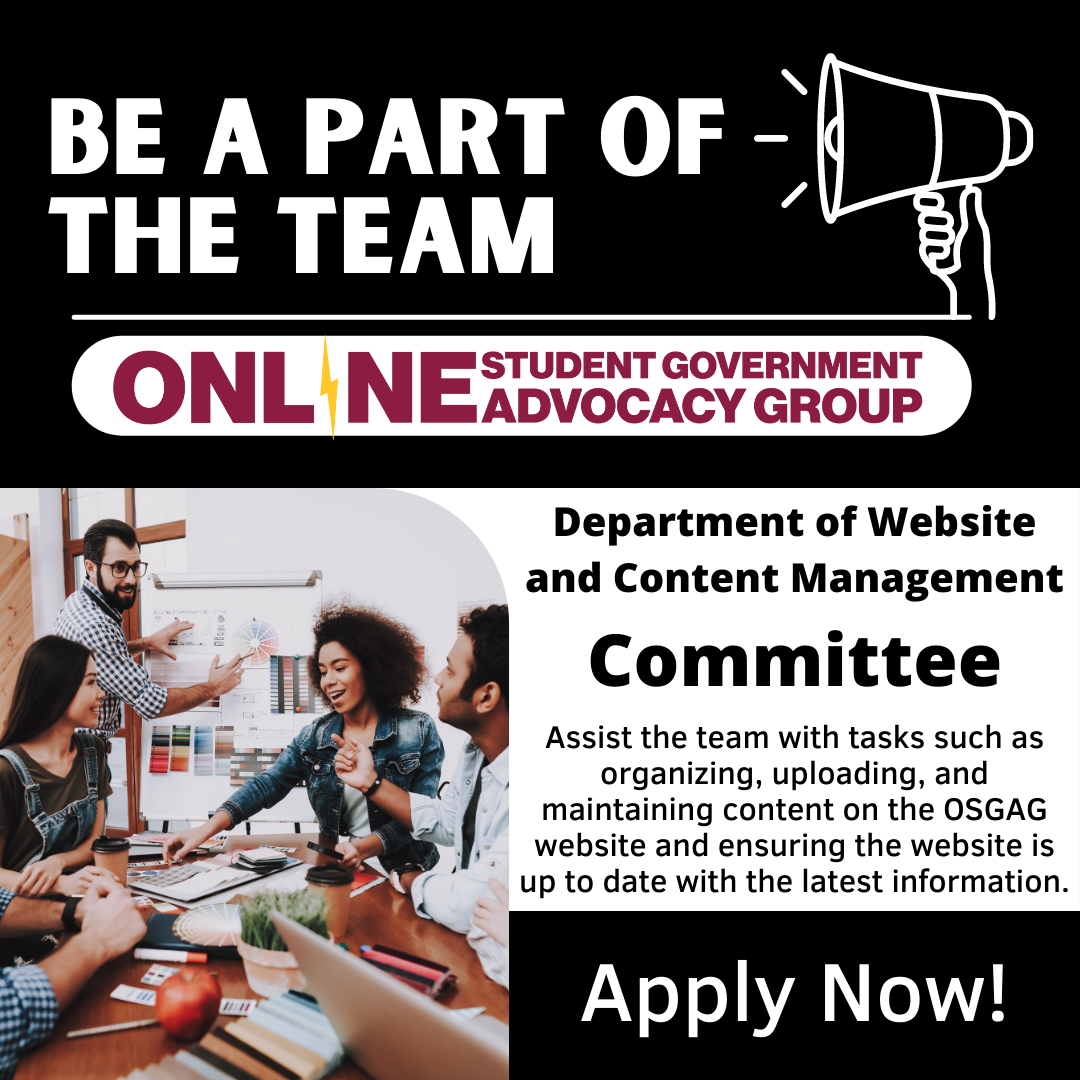 BE A PART OF
THE TEAM
ONLINE STUDENT GOVERNMENT
ADVOCACY GROUP
Department of Website
and Content Management
Committee
Assist the team with tasks such as
organizing, uploading, and
maintaining content on the OSGAG
website and ensuring the website is
up to date with the latest information.
Apply Now!